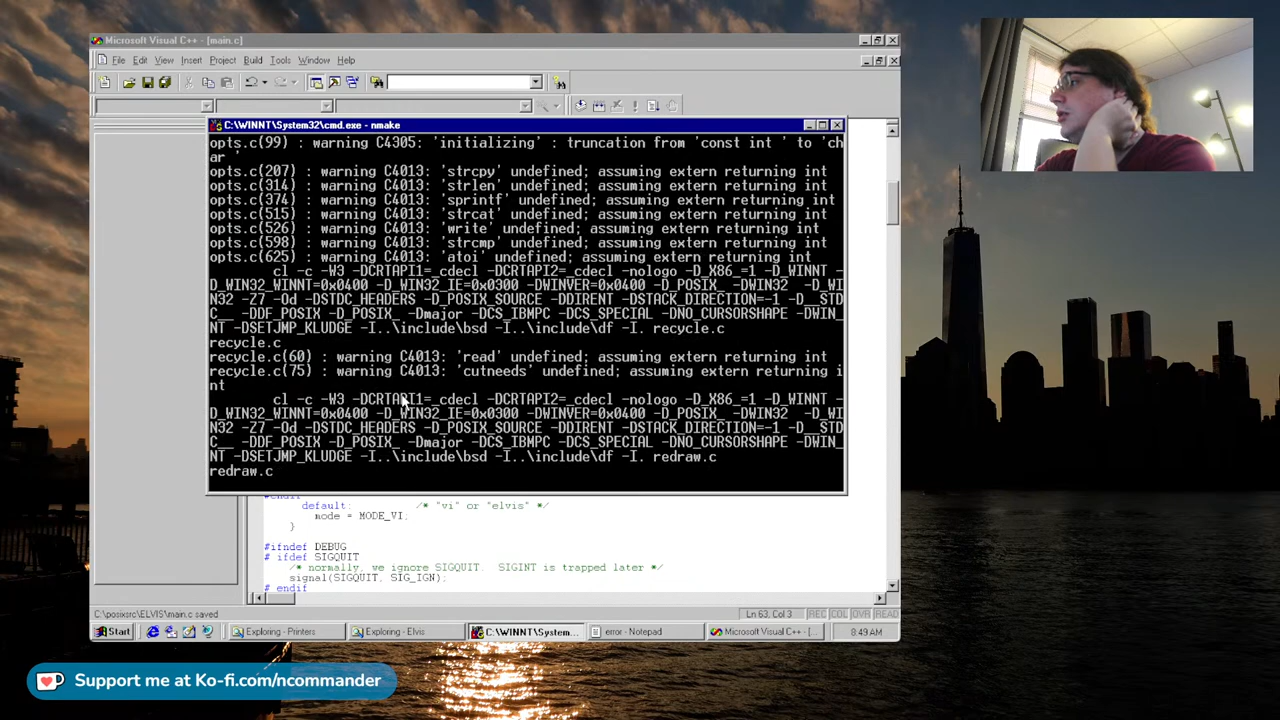 Microsoft Visual C++ - [main.c]
File Edit View Insert Project Build Tools Window Help
C:\WINNT\System32\cmd.exe - nmake
opts.c(99) : warning C4305: 'initializing' : truncation from 'const int ' to 'ch
ar '
opts.c(207) : warning C4013: 'strcpy' undefined; assuming extern returning int
opts.c(314) : warning C4013: 'strlen' undefined; assuming extern returning int
opts.c(374) : warning C4013: 'sprintf' undefined; assuming extern returning int
opts.c(515) : warning C4013: 'strcat' undefined; assuming extern returning int
opts.c(526) : warning C4013: 'write' undefined; assuming extern returning int
opts.c(598) : warning C4013: 'strcmp' undefined; assuming extern returning int
opts.c(625) : warning C4013: 'atoi' undefined; assuming extern returning int
cl -c -W3 -DCRTAPI1=_cdecl -DCRTAPI2=_cdecl -nologo -D_X86_=1 -D_WINNT -
D_WIN32_WINNT=0x0400 -D_WIN32_IE=0x0300 -DWINVER=0x0400 -D_POSIX_ -DWIN32 -D_WI
N32 -Z7 -Od -DSTDC_HEADERS -D_POSIX_SOURCE -DDIRENT -DSTACK_DIRECTION=-1 -D__STD
C__ -DDF_POSIX -D_POSIX_ -Dmajor -DCS_IBMPC -DCS_SPECIAL -DNO_CURSORSHAPE -DWIN_
NT -DSETJMP_KLUDGE -I..\include\bsd -I..\include\df -I. recycle.c
recycle.c
recycle.c(60) : warning C4013: 'read' undefined; assuming extern returning int
recycle.c(75) : warning C4013: 'cutneeds' undefined; assuming extern returning i
nt
cl -c -W3 -DCRTAPI1=_cdecl -DCRTAPI2=_cdecl -nologo -D_X86_=1 -D_WINNT -
D_WIN32_WINNT=0x0400 -D_WIN32_IE=0x0300 -DWINVER=0x0400 -D_POSIX_ -DWIN32 -D_WI
N32 -Z7 -Od -DSTDC_HEADERS -D_POSIX_SOURCE -DDIRENT -DSTACK_DIRECTION=-1 -D__STD
C__ -DDF_POSIX -D_POSIX_ -Dmajor -DCS_IBMPC -DCS_SPECIAL -DNO_CURSORSHAPE -DWIN_
NT -DSETJMP_KLUDGE -I..\include\bsd -I..\include\df -I. redraw.c
redraw.c
#endif
default: /* "vi" or "elvis" */
mode = MODE_VI;
}
#ifndef DEBUG
# ifdef SIGQUIT
/* normally, we ignore SIGQUIT. SIGINT is trapped later */
signal(SIGQUIT, SIG_IGN);
# endif
C:\posixsrc\ELVIS\main.c saved
Ln 63, Col 3 REC COL OVR READ
Start Exploring - Printers Exploring - Elvis C:\WINNT\System... error - Notepad Microsoft Visual C++ - [... 8:49 AM
Support me at Ko-fi.com/ncommander